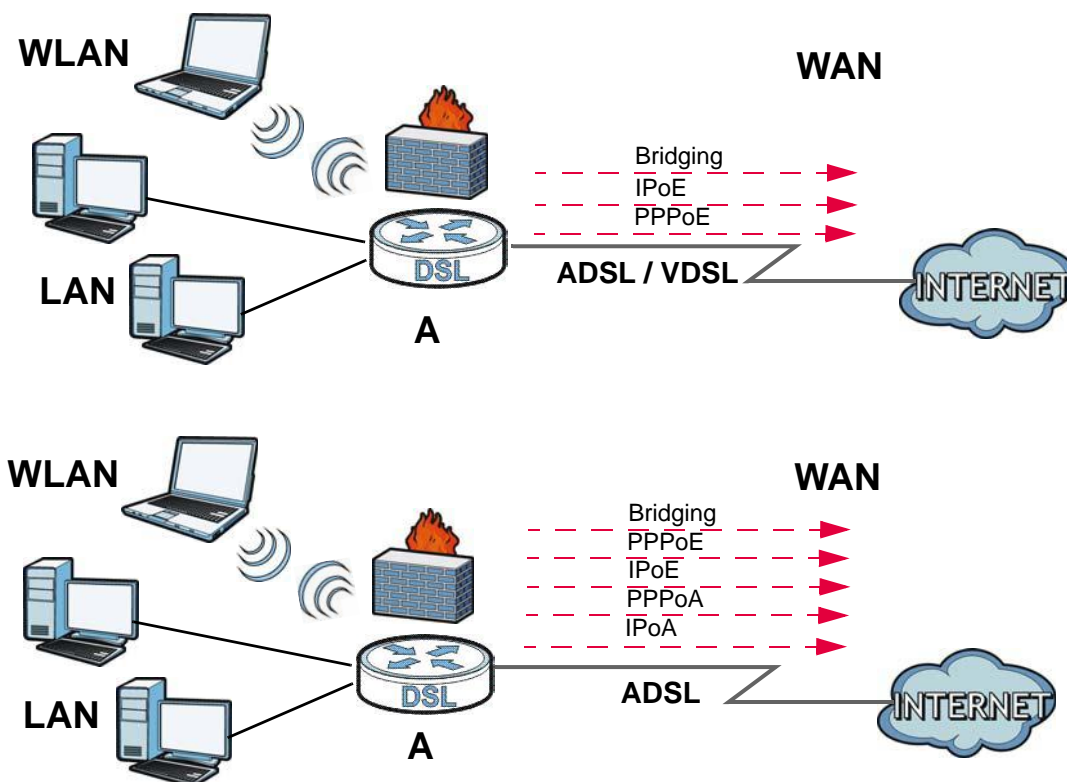 WLAN
WAN
Bridging
IPoE
PPPoE
DSL
ADSL / VDSL
INTERNET
LAN
A
WLAN
WAN
Bridging
PPPoE
IPoE
PPPoA
IPoA
DSL
ADSL
INTERNET
LAN
A